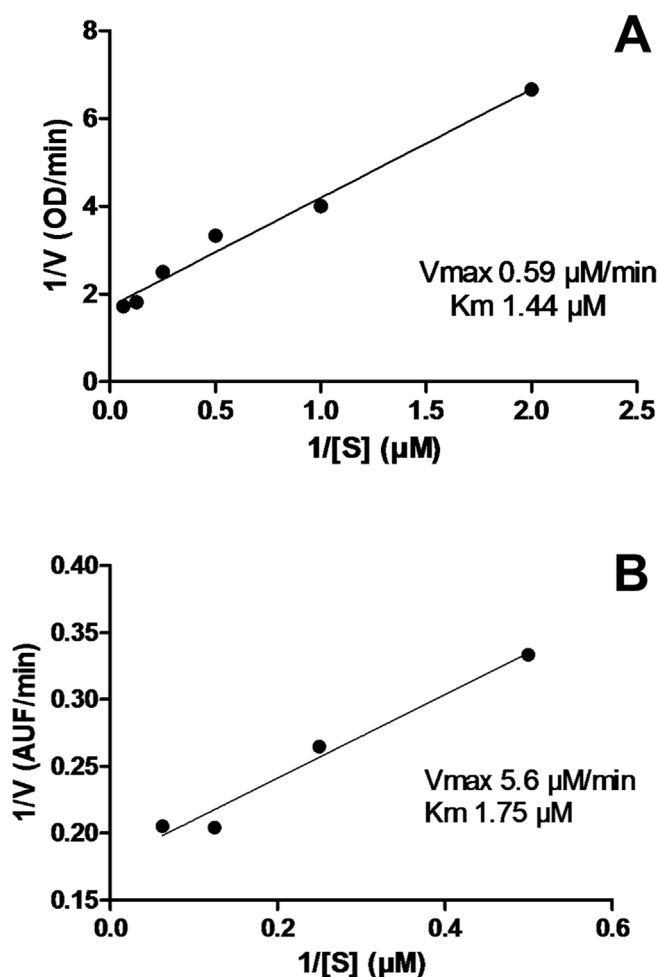 A
8
6
4
2
0
1/V (OD/min)
Vmax 0.59 µM/min
Km 1.44 µM
0.0 0.5 1.0 1.5 2.0 2.5
1/[S] (µM)
B
0.40
0.35
0.30
0.25
0.20
0.15
1/V (AUF/min)
Vmax 5.6 µM/min
Km 1.75 µM
0.0 0.2 0.4 0.6
1/[S] (µM)